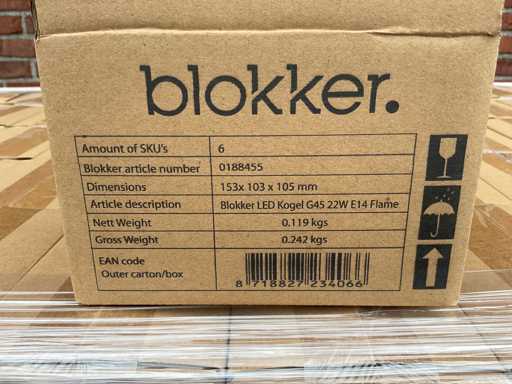 blokker.
Amount of SKU's 6
Blokker article number 0188455
Dimensions 153x 103 x 105 mm
Article description Blokker LED Kogel G45 22W E14 Flame
Nett Weight 0.119 kgs
Gross Weight 0.242 kgs
EAN code
Outer carton/box
8 718827 234066